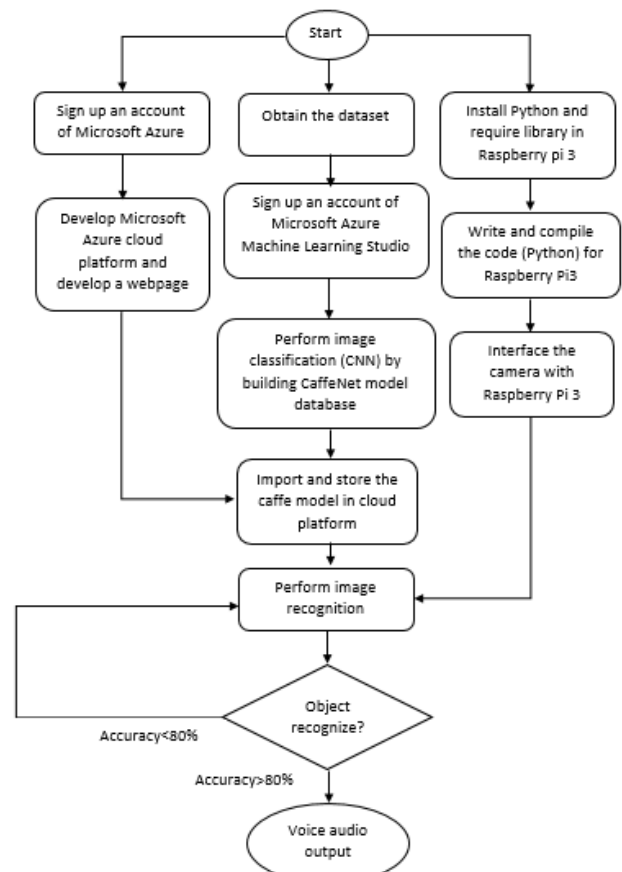 Start
Sign up an account
of Microsoft Azure
Obtain the dataset
Install Python and
require library in
Raspberry pi 3
Develop Microsoft
Azure cloud
platform and
develop a webpage
Sign up an account of
Microsoft Azure
Machine Learning Studio
Write and compile
the code (Python) for
Raspberry Pi3
Perform image
classification (CNN) by
building CaffeNet model
database
Interface the
camera with
Raspberry Pi 3
Import and store the
caffe model in cloud
platform
Perform image
recognition
Object
recognize?
Accuracy<80%
Accuracy>80%
Voice audio
output